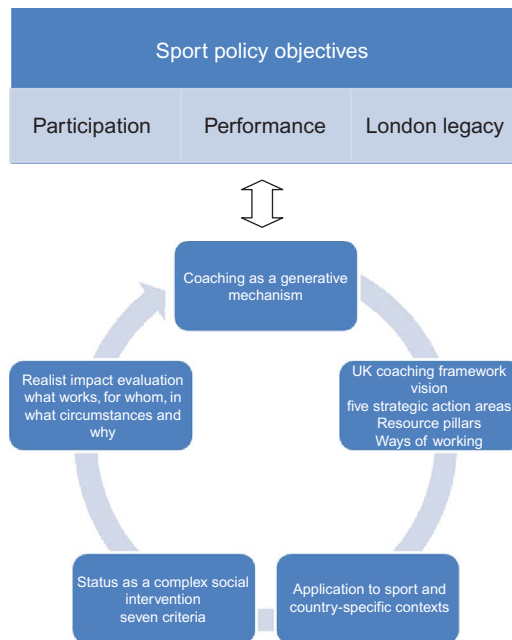 Sport policy objectives
Participation
Performance
London legacy
Coaching as a generative
mechanism
UK coaching framework
vision
five strategic action areas
Resource pillars
Ways of working
Application to sport and
country-specific contexts
Status as a complex social
intervention
seven criteria
Realist impact evaluation
what works, for whom, in
what circumstances and
why